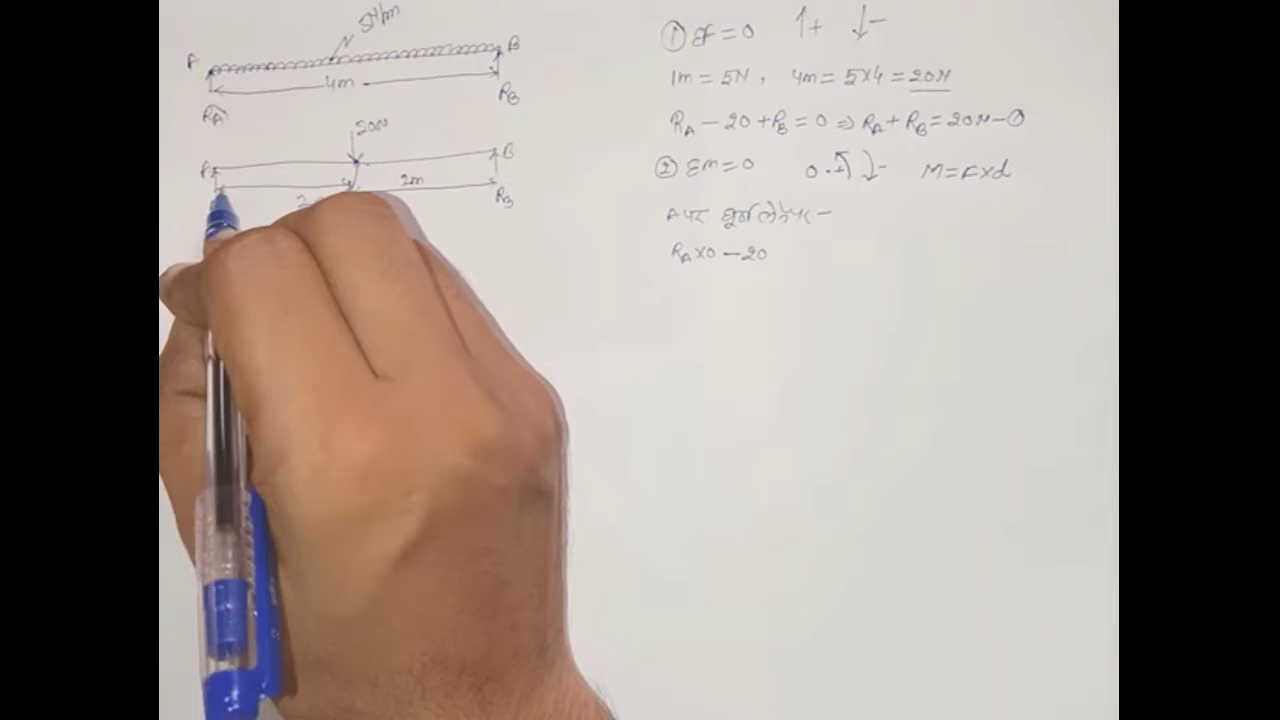 5N/m
A B
4m
RA RB
20N
A B
2m
2 RB
① ΣF=0 ↑+ ↓-
1m=5N, 4m=5×4=20N
RA-20+RB=0⇒RA+RB=20N-①
② Σm=0 M=F×d
A पर घूर्ण लेने पर-
RA×0-20